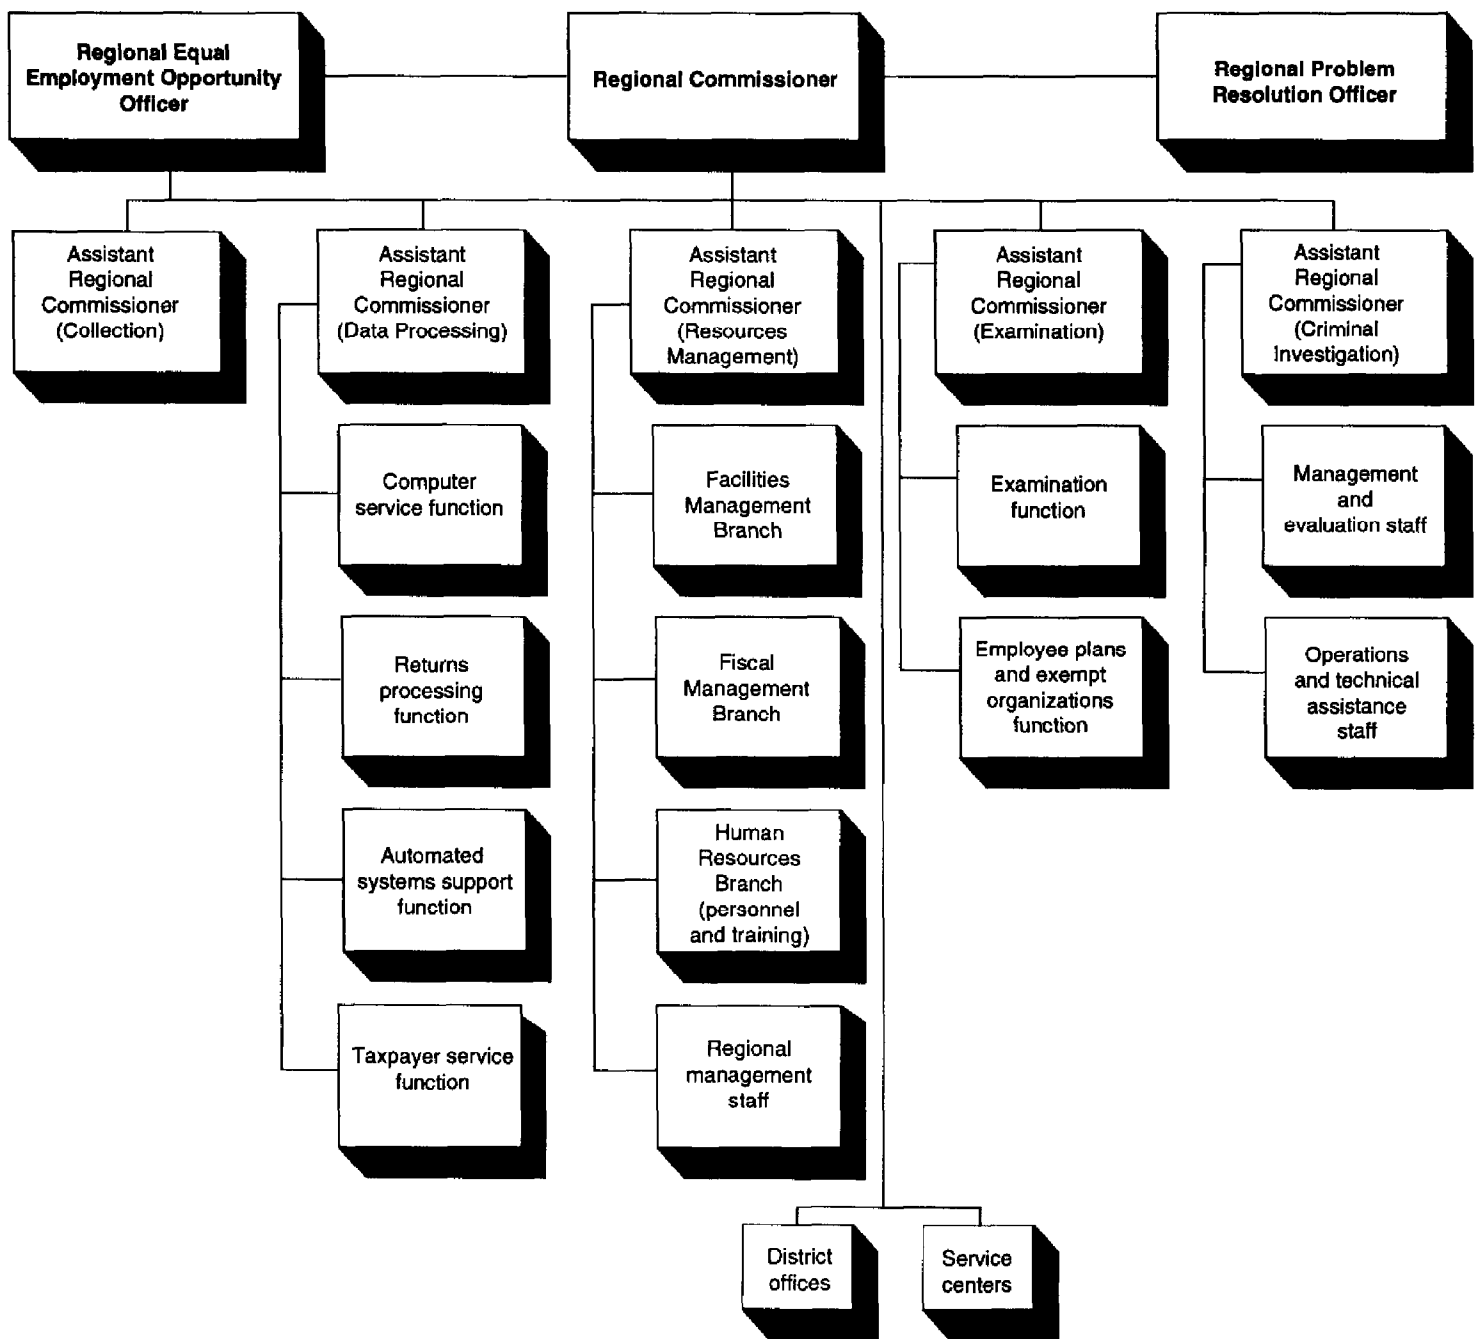 Regional Equal
Employment Opportunity
Officer
Regional Commissioner
Regional Problem
Resolution Officer
Assistant
Regional
Commissioner
(Collection)
Assistant
Regional
Commissioner
(Data Processing)
Assistant
Regional
Commissioner
(Resources
Management)
Assistant
Regional
Commissioner
(Examination)
Assistant
Regional
Commissioner
(Criminal
Investigation)
Computer
service function
Facilities
Management
Branch
Examination
function
Management
and
evaluation staff
Returns
processing
function
Fiscal
Management
Branch
Employee plans
and exempt
organizations
function
Operations
and technical
assistance
staff
Automated
systems support
function
Human
Resources
Branch
(personnel
and training)
Taxpayer service
function
Regional
management
staff
District
offices
Service
centers